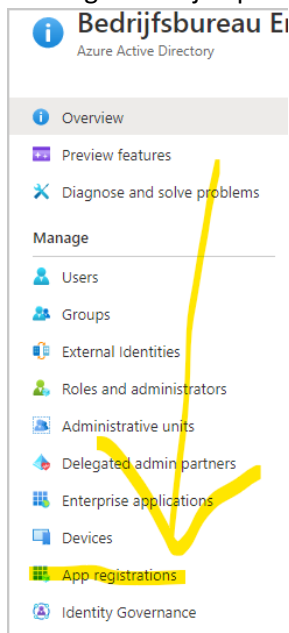 Bedrijfsbureau
Azure Active Directory
Overview
Preview features
Diagnose and solve problems
Manage
Users
Groups
External Identities
Roles and administrators
Administrative units
Delegated admin partners
Enterprise applications
Devices
App registrations
Identity Governance